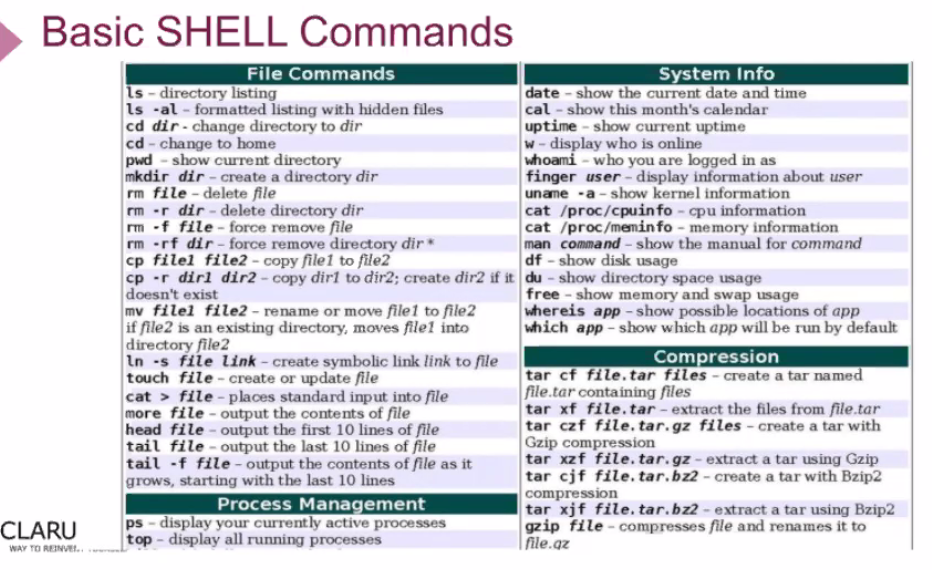 Basic SHELL Commands
File Commands
ls – directory listing
ls -al – formatted listing with hidden files
cd dir - change directory to dir
cd – change to home
pwd – show current directory
mkdir dir – create a directory dir
rm file – delete file
rm -r dir – delete directory dir
rm -f file – force remove file
rm -rf dir – force remove directory dir *
cp file1 file2 – copy file1 to file2
cp -r dir1 dir2 – copy dir1 to dir2; create dir2 if it
doesn't exist
mv file1 file2 – rename or move file1 to file2
if file2 is an existing directory, moves file1 into
directory file2
ln -s file link – create symbolic link link to file
touch file – create or update file
cat > file – places standard input into file
more file – output the contents of file
head file – output the first 10 lines of file
tail file – output the last 10 lines of file
tail -f file – output the contents of file as it
grows, starting with the last 10 lines
Process Management
ps – display your currently active processes
top – display all running processes
System Info
date – show the current date and time
cal – show this month's calendar
uptime – show current uptime
w – display who is online
whoami – who you are logged in as
finger user – display information about user
uname -a – show kernel information
cat /proc/cpuinfo – cpu information
cat /proc/meminfo – memory information
man command – show the manual for command
df – show disk usage
du – show directory space usage
free – show memory and swap usage
whereis app – show possible locations of app
which app – show which app will be run by default
Compression
tar cf file.tar files – create a tar named
file.tar containing files
tar xf file.tar – extract the files from file.tar
tar czf file.tar.gz files – create a tar with
Gzip compression
tar xzf file.tar.gz – extract a tar using Gzip
tar cjf file.tar.bz2 – create a tar with Bzip2
compression
tar xjf file.tar.bz2 – extract a tar using Bzip2
gzip file – compresses file and renames it to
file.gz
CLARU
WAY TO REINVE